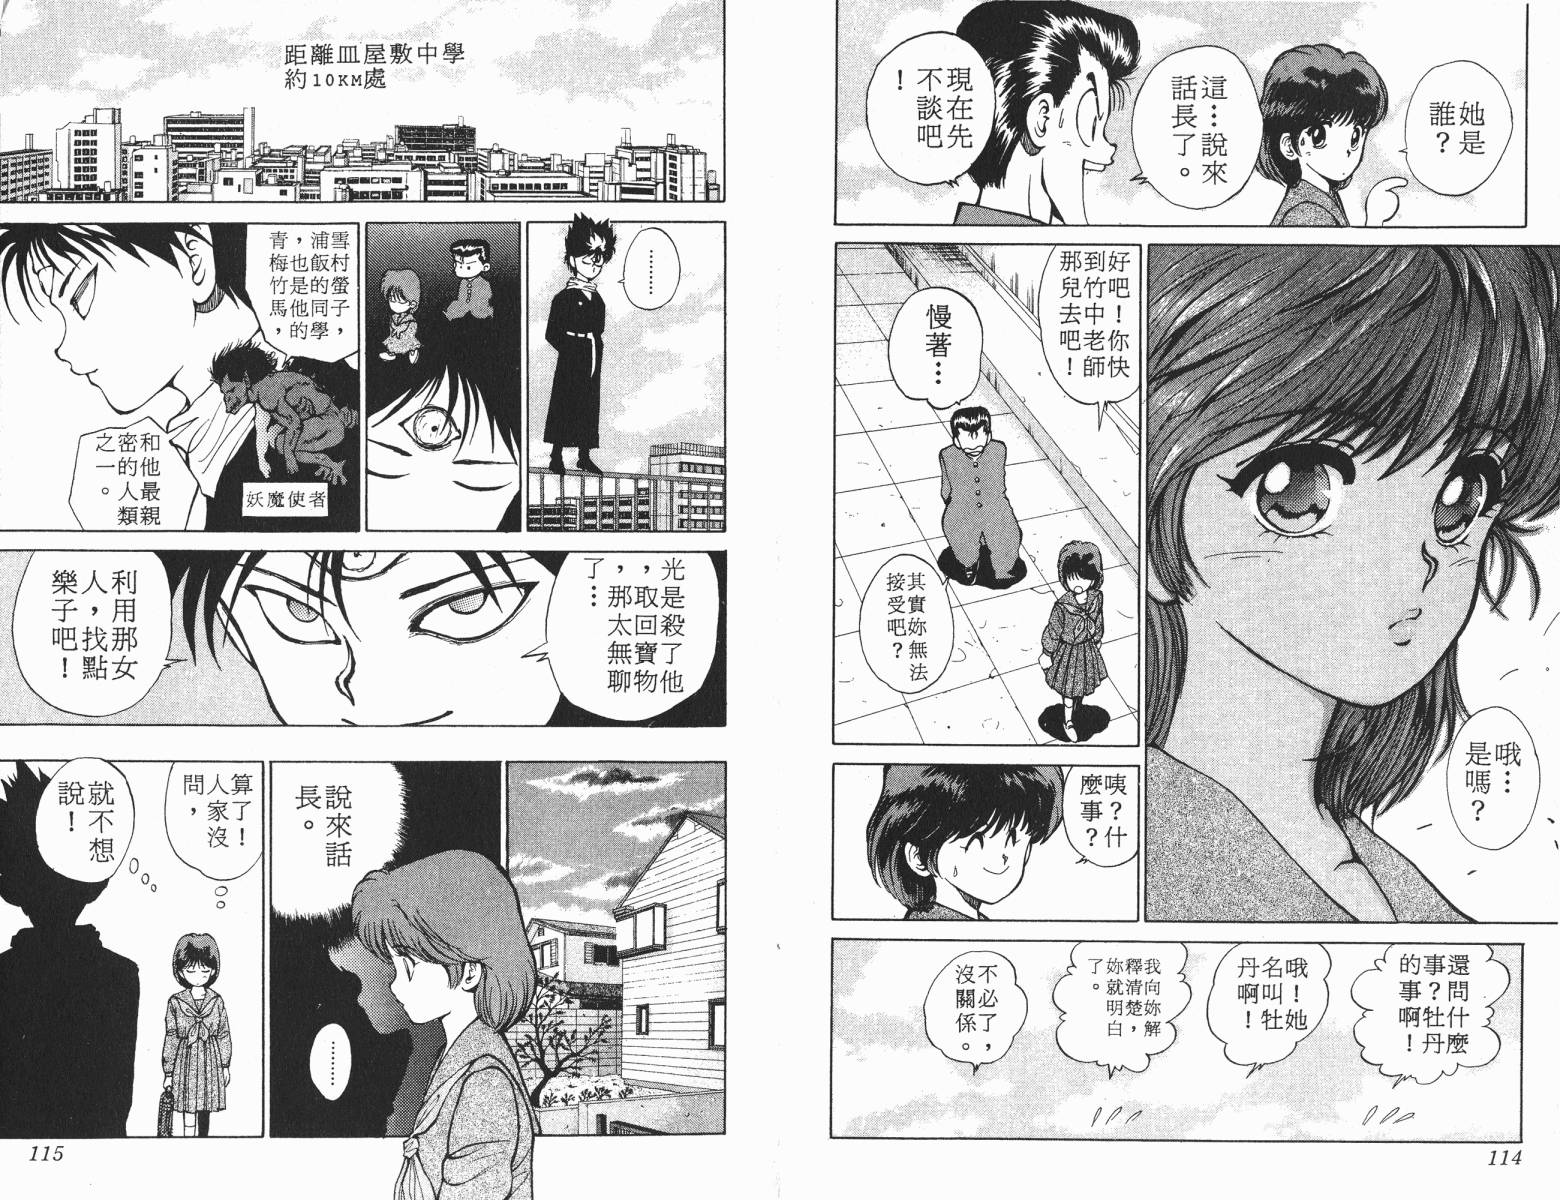 她是
誰？
這…說來
話長了。
現在先
不談吧
！
哦…
是嗎？
好吧！你快
到竹中老師
那兒去吧！
慢著…
其實妳無法
接受吧？
咦？什
麼事？
還問什麼
事？牡丹
的事啊！
哦！她
名叫牡
丹啊！
我向妳解
釋清楚，
妳就明白
了。
不必了，
沒關係。
114
距離皿屋敷中學
約10KM處
………
雪村螢子，
浦飯的同學
，也是他的
青梅竹馬，
和他最親
密的人類
之一。
妖魔使者
光是殺了他
，取回寶物
，那太無聊
了…
利用那女
人，找點
樂子吧！
說來話
長。
………
算了！
人家沒
問，
就不想
說！
115